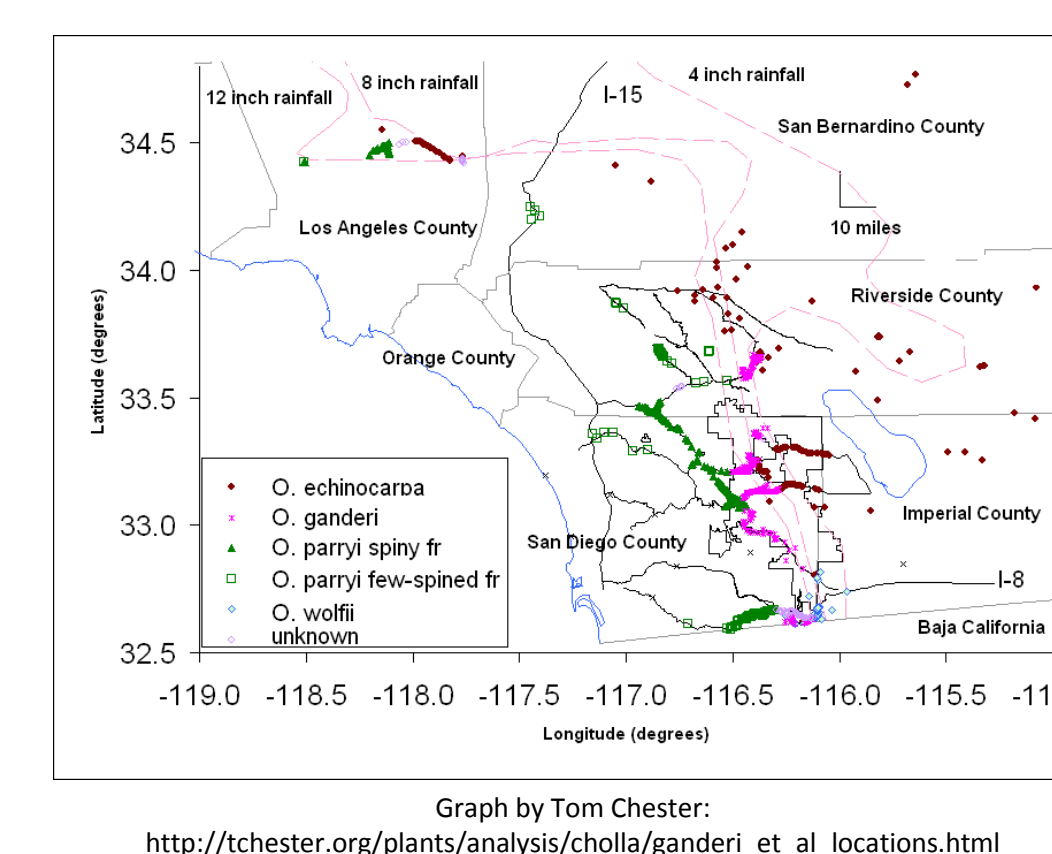 4 inch rainfall
8 inch rainfall
12 inch rainfall
I-15
San Bernardino County
34.5
Los Angeles County
10 miles
34.0
Riverside County
Orange County
33.5
Latitude (degrees)
O. echinocarpa
O. ganderi
O. parryi spiny fr
O. parryi few-spined fr
O. wolfii
unknown
33.0
Imperial County
San Diego County
I-8
Baja California
32.5
-119.0 -118.5 -118.0 -117.5 -117.0 -116.5 -116.0 -115.5 -11
Longitude (degrees)
Graph by Tom Chester:
http://tchester.org/plants/analysis/cholla/ganderi_et_al_locations.html